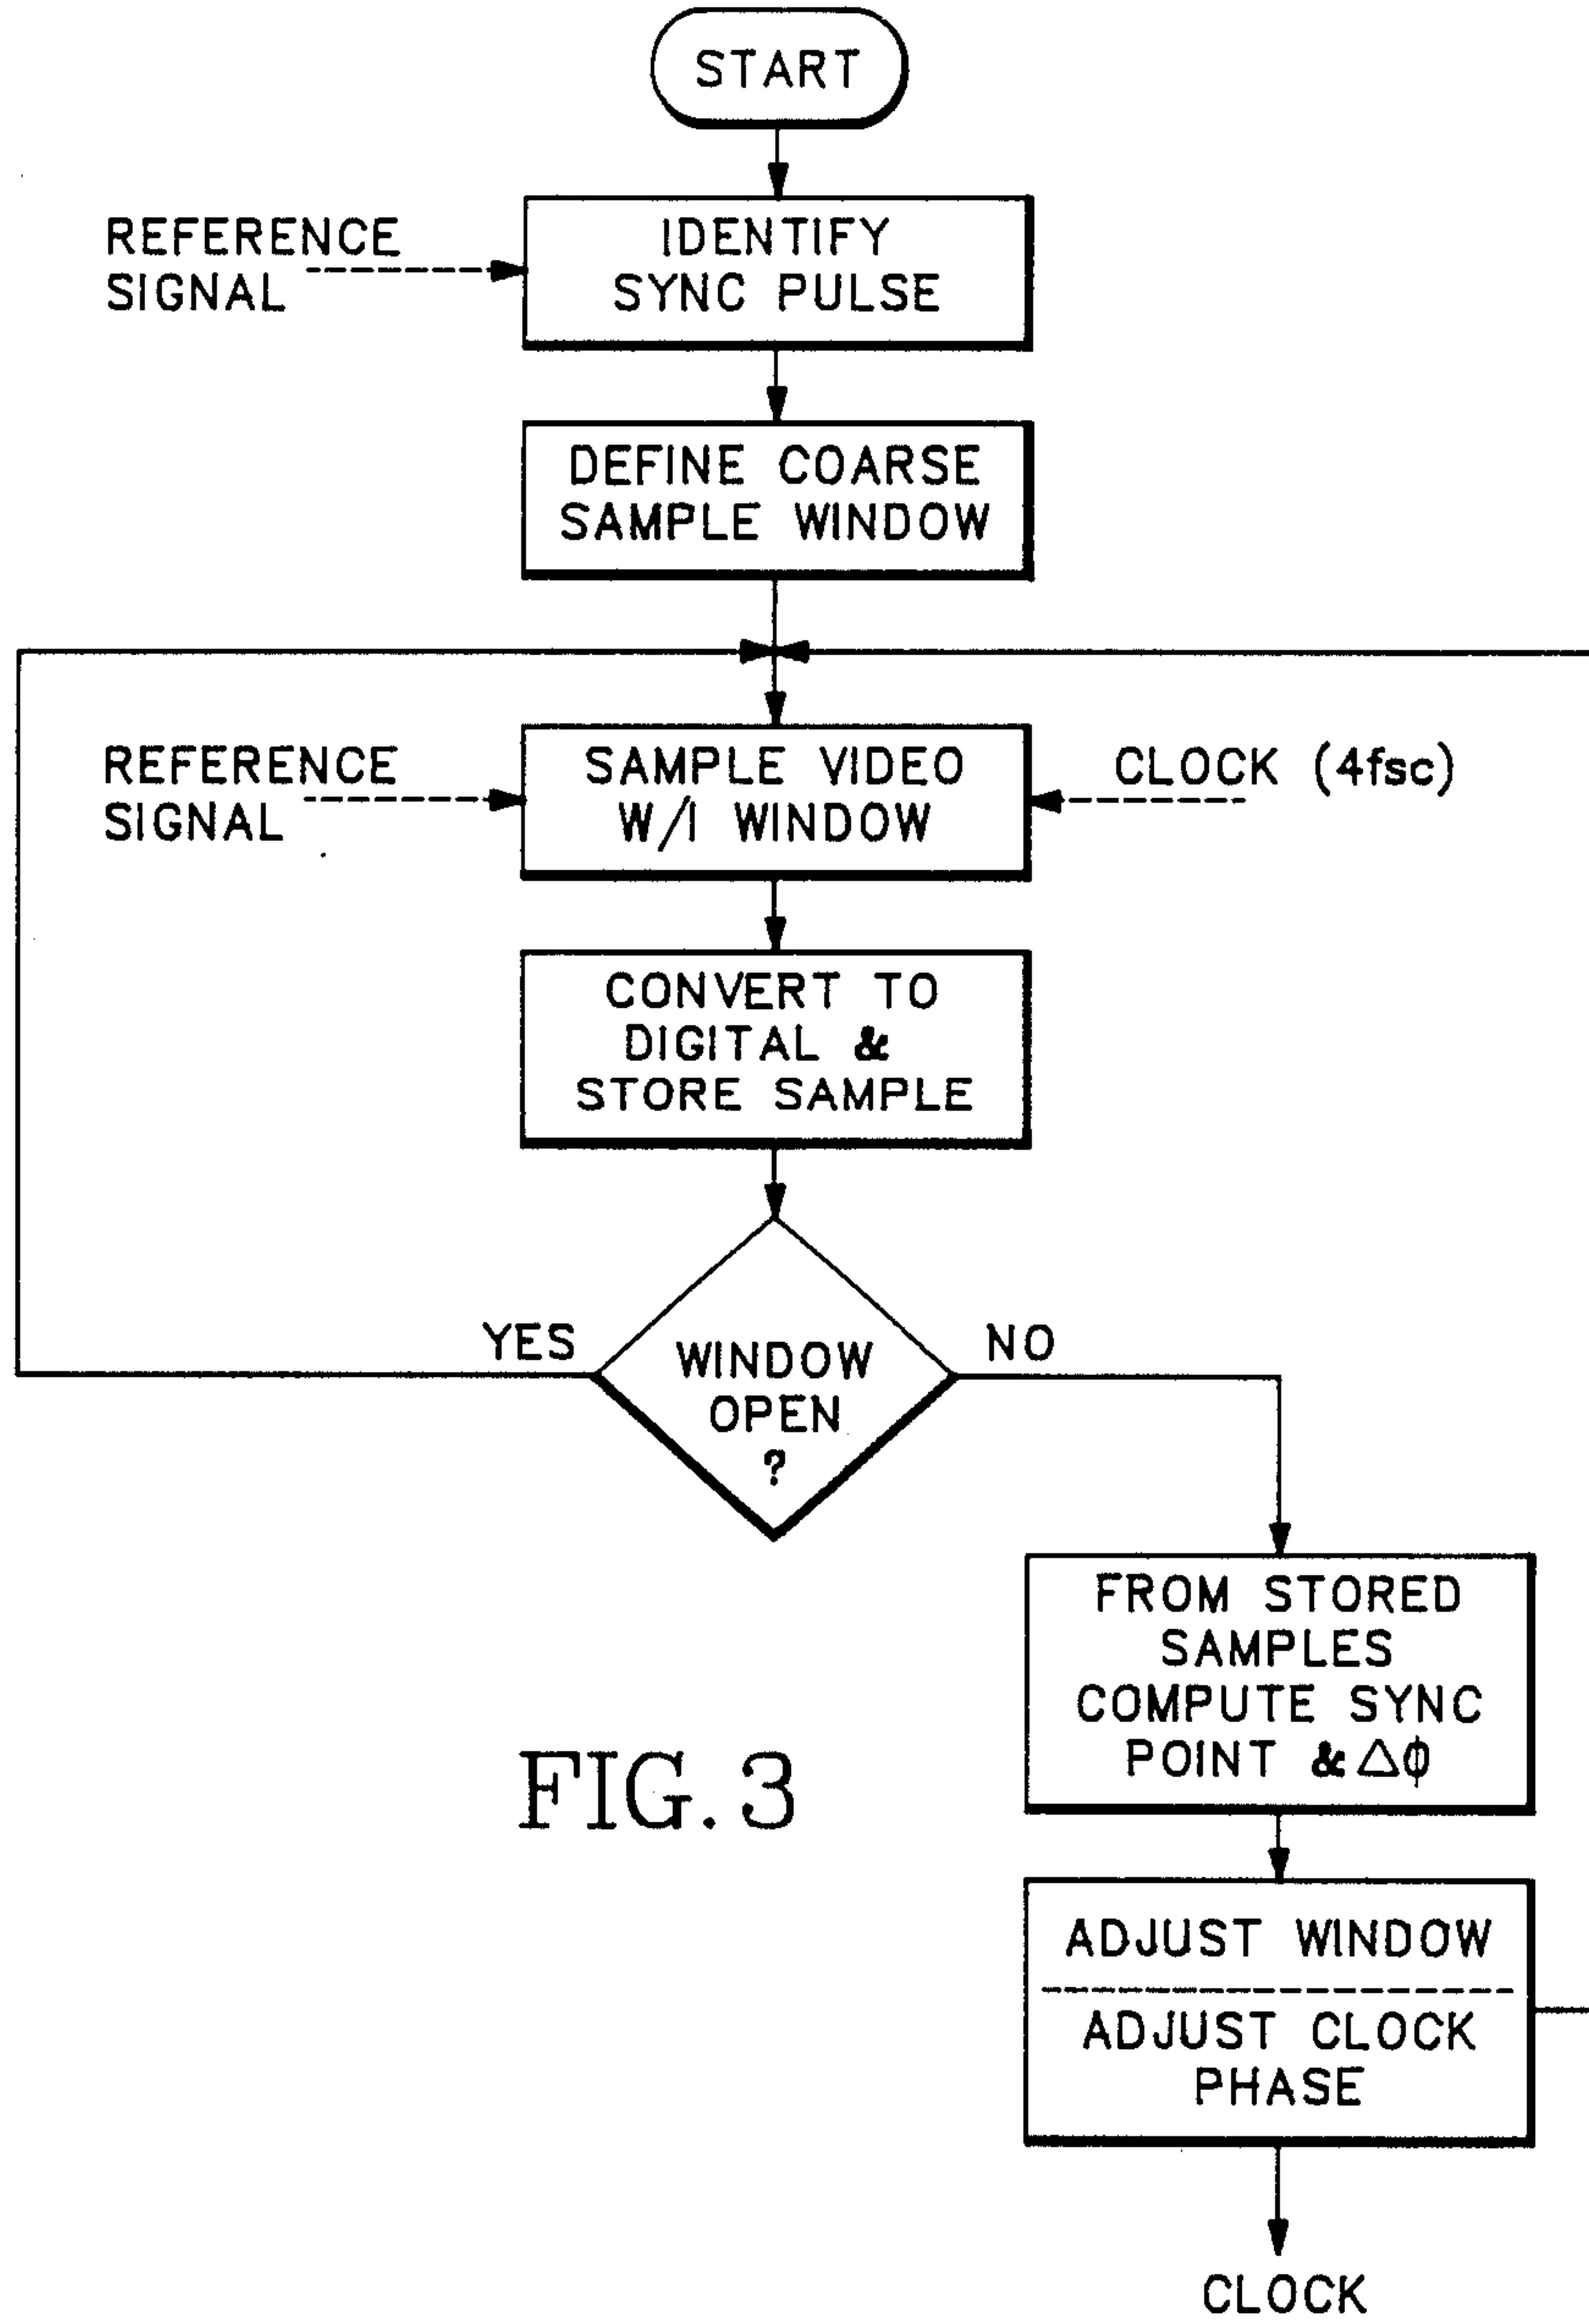 START
REFERENCE
SIGNAL
IDENTIFY
SYNC PULSE
DEFINE COARSE
SAMPLE WINDOW
REFERENCE
SIGNAL
SAMPLE VIDEO
W/I WINDOW
CLOCK (4fsc)
CONVERT TO
DIGITAL &
STORE SAMPLE
YES
WINDOW
OPEN
?
NO
FROM STORED
SAMPLES
COMPUTE SYNC
POINT & △ϕ
FIG. 3
ADJUST WINDOW
ADJUST CLOCK
PHASE
CLOCK